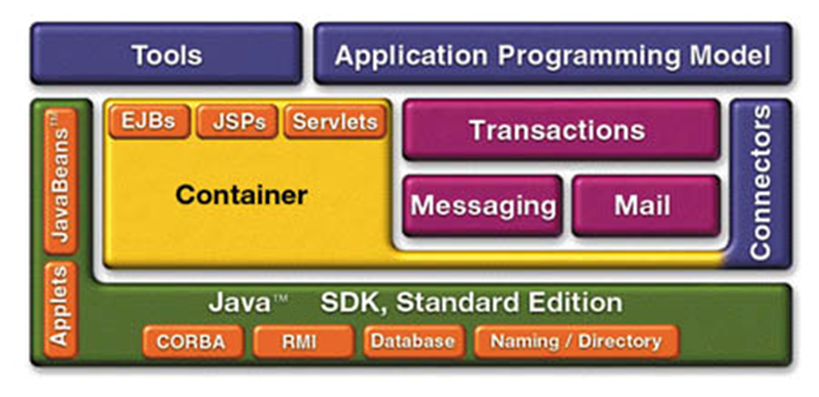 Tools
Application Programming Model
JavaBeans™
Applets
EJBs
JSPs
Servlets
Container
Transactions
Messaging
Mail
Connectors
Java™ SDK, Standard Edition
CORBA
RMI
Database
Naming / Directory